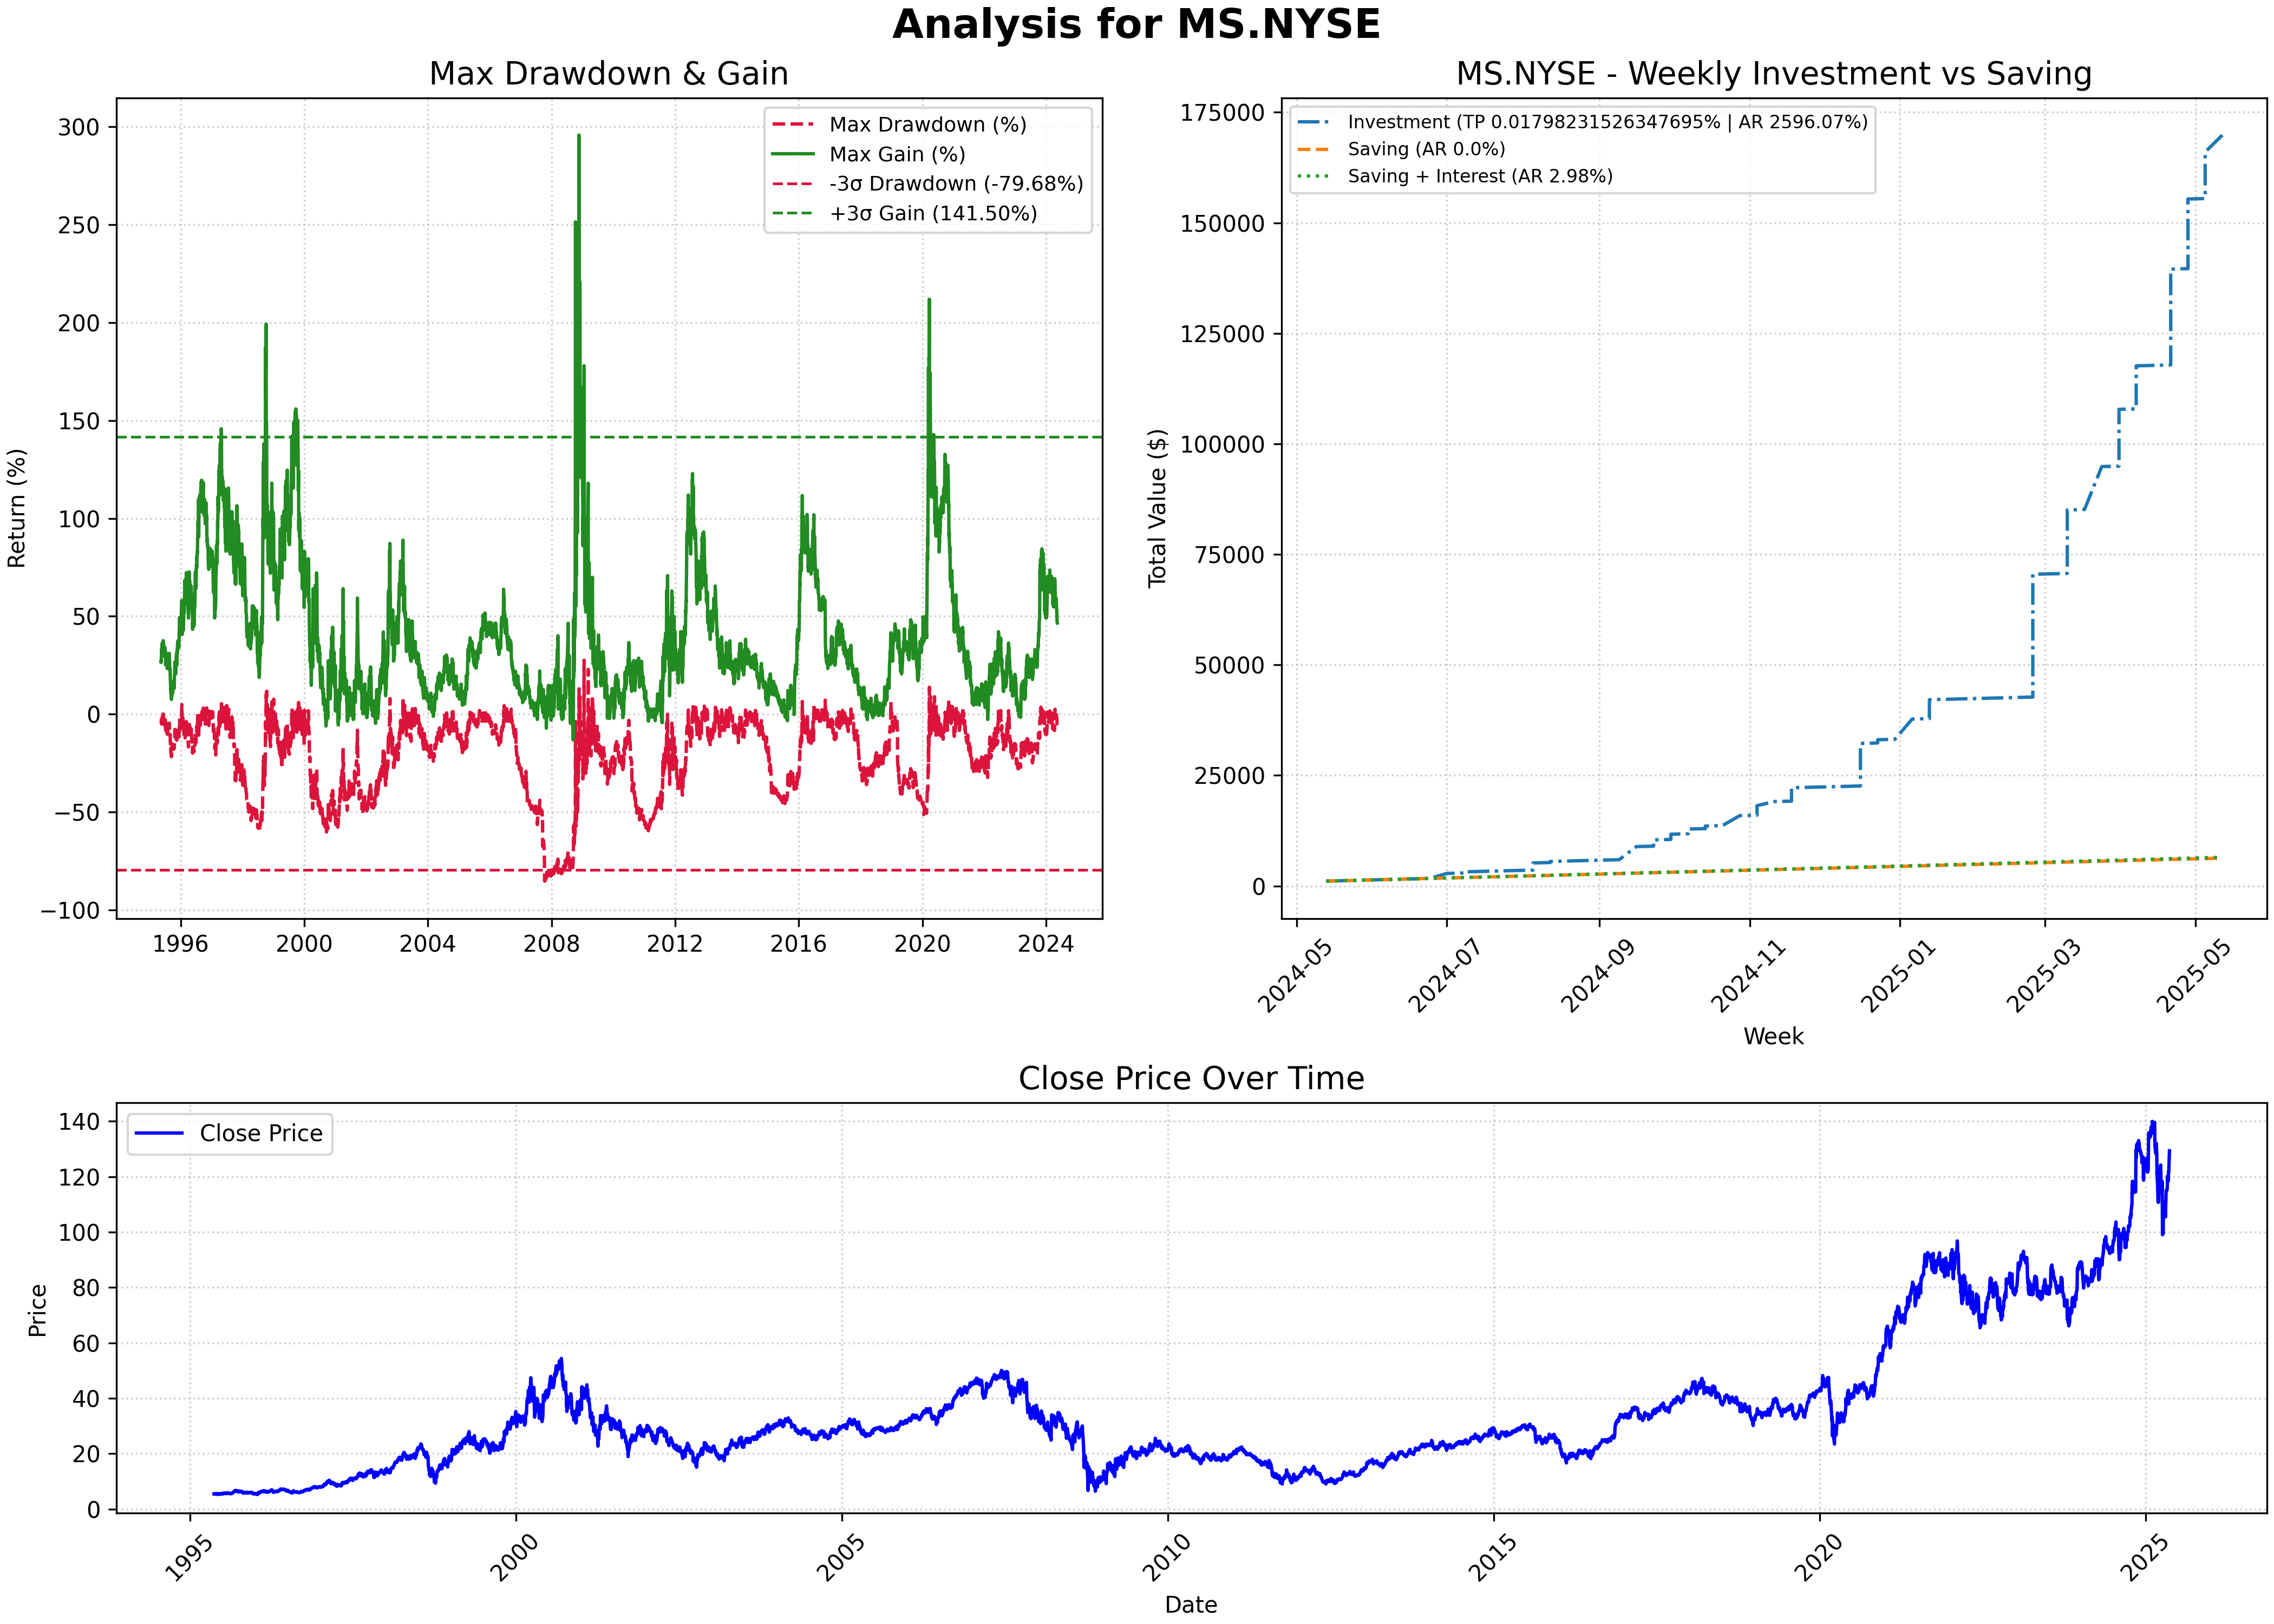 Analysis for MS.NYSE
Max Drawdown & Gain
Return (%)
300
250
200
150
100
50
0
−50
−100
1996
2000
2004
2008
2012
2016
2020
2024
Max Drawdown (%)
Max Gain (%)
-3σ Drawdown (-79.68%)
+3σ Gain (141.50%)
MS.NYSE - Weekly Investment vs Saving
Total Value ($)
175000
150000
125000
100000
75000
50000
25000
0
2024-05
2024-07
2024-09
2024-11
2025-01
2025-03
2025-05
Week
Investment (TP 0.01798231526347695% | AR 2596.07%)
Saving (AR 0.0%)
Saving + Interest (AR 2.98%)
Close Price Over Time
Price
140
120
100
80
60
40
20
0
1995
2000
2005
2010
2015
2020
2025
Date
Close Price